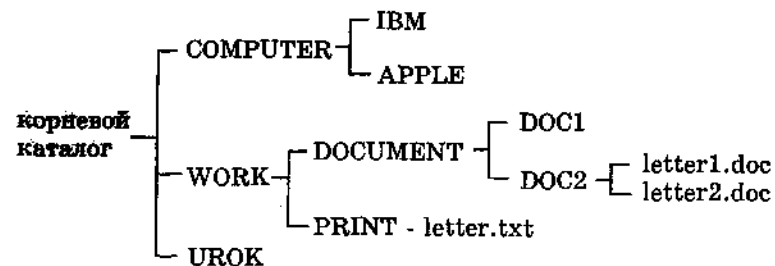 IBM
COMPUTER
APPLE
корневой
каталог
DOC1
DOCUMENT
letter1.doc
DOC2
letter2.doc
WORK
PRINT - letter.txt
UROK